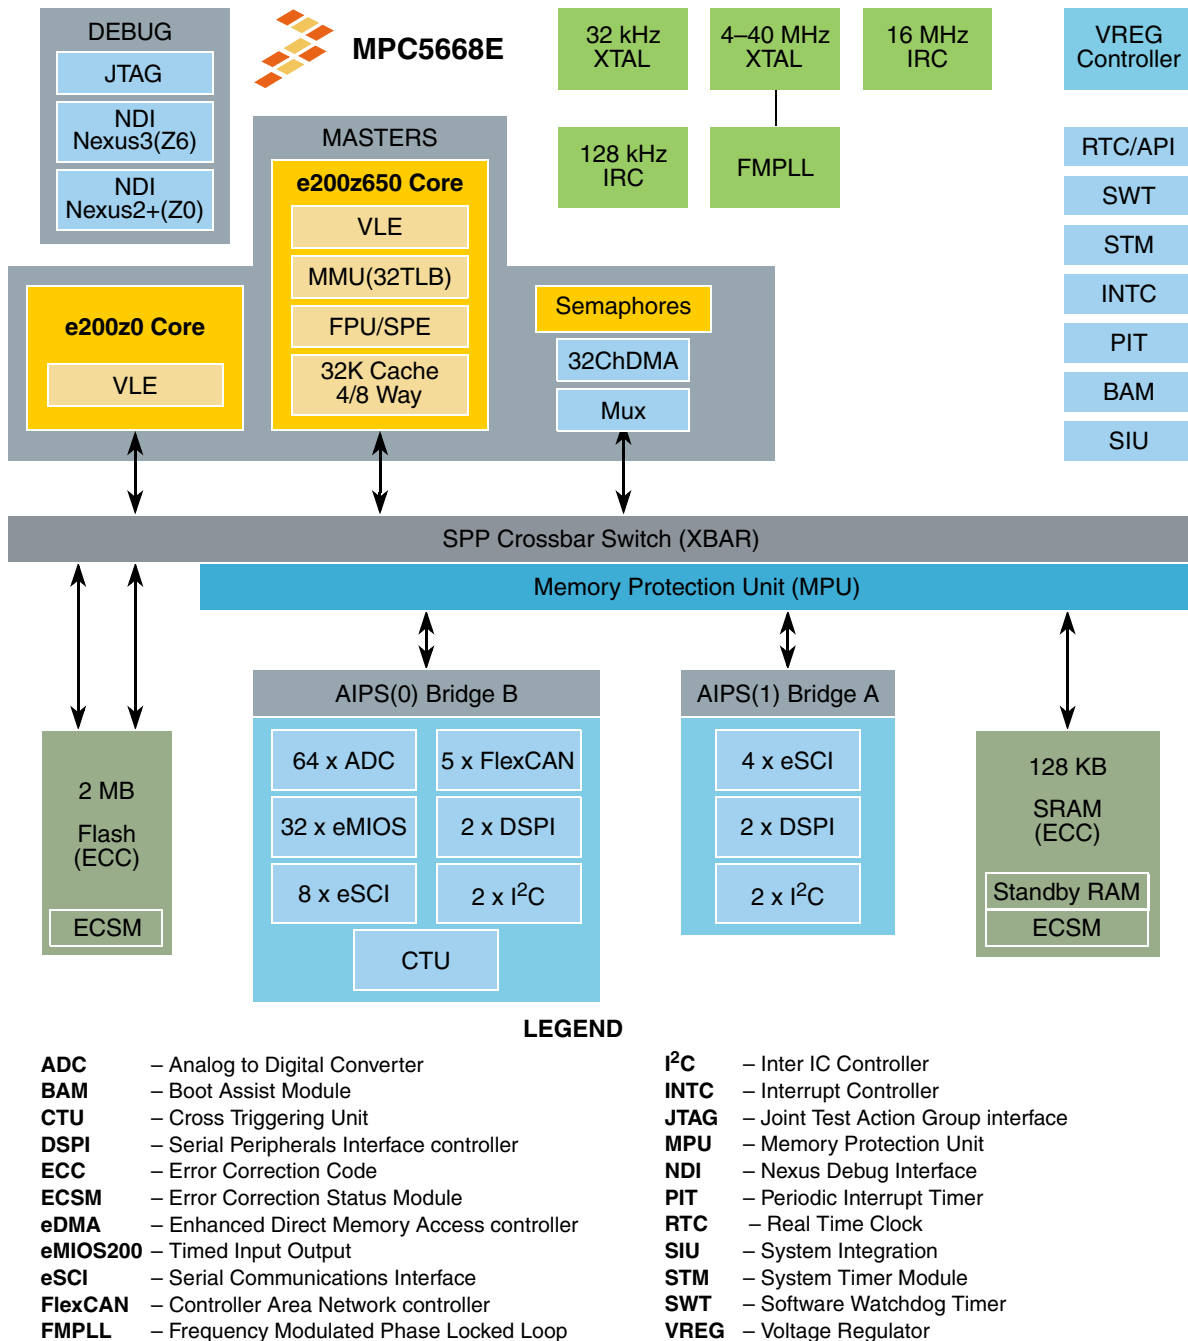 DEBUG
JTAG
NDI
Nexus3(Z6)
NDI
Nexus2+(Z0)
MPC5668E
32 kHz
XTAL
4–40 MHz
XTAL
16 MHz
IRC
128 kHz
IRC
FMPLL
VREG
Controller
RTC/API
SWT
STM
INTC
PIT
BAM
SIU
MASTERS
e200z650 Core
VLE
MMU(32TLB)
FPU/SPE
32K Cache
4/8 Way
e200z0 Core
VLE
Semaphores
32ChDMA
Mux
SPP Crossbar Switch (XBAR)
Memory Protection Unit (MPU)
2 MB
Flash
(ECC)
ECSM
AIPS(0) Bridge B
64 x ADC
5 x FlexCAN
32 x eMIOS
2 x DSPI
8 x eSCI
2 x I²C
CTU
AIPS(1) Bridge A
4 x eSCI
2 x DSPI
2 x I²C
128 KB
SRAM
(ECC)
Standby RAM
ECSM
LEGEND
ADC – Analog to Digital Converter
BAM – Boot Assist Module
CTU – Cross Triggering Unit
DSPI – Serial Peripherals Interface controller
ECC – Error Correction Code
ECSM – Error Correction Status Module
eDMA – Enhanced Direct Memory Access controller
eMIOS200 – Timed Input Output
eSCI – Serial Communications Interface
FlexCAN – Controller Area Network controller
FMPLL – Frequency Modulated Phase Locked Loop
I²C – Inter IC Controller
INTC – Interrupt Controller
JTAG – Joint Test Action Group interface
MPU – Memory Protection Unit
NDI – Nexus Debug Interface
PIT – Periodic Interrupt Timer
RTC – Real Time Clock
SIU – System Integration
STM – System Timer Module
SWT – Software Watchdog Timer
VREG – Voltage Regulator